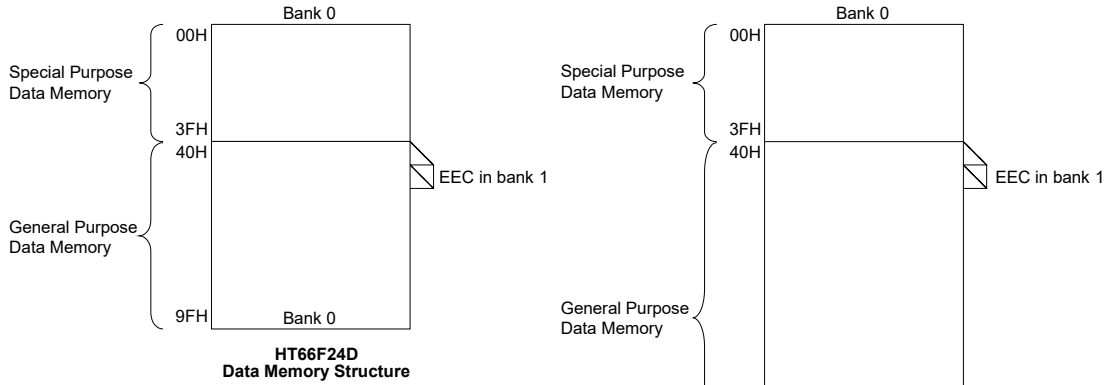 Bank 0
00H
Special Purpose
Data Memory
3FH
40H
EEC in bank 1
General Purpose
Data Memory
9FH
Bank 0
HT66F24D
Data Memory Structure
Bank 0
00H
Special Purpose
Data Memory
3FH
40H
EEC in bank 1
General Purpose
Data Memory